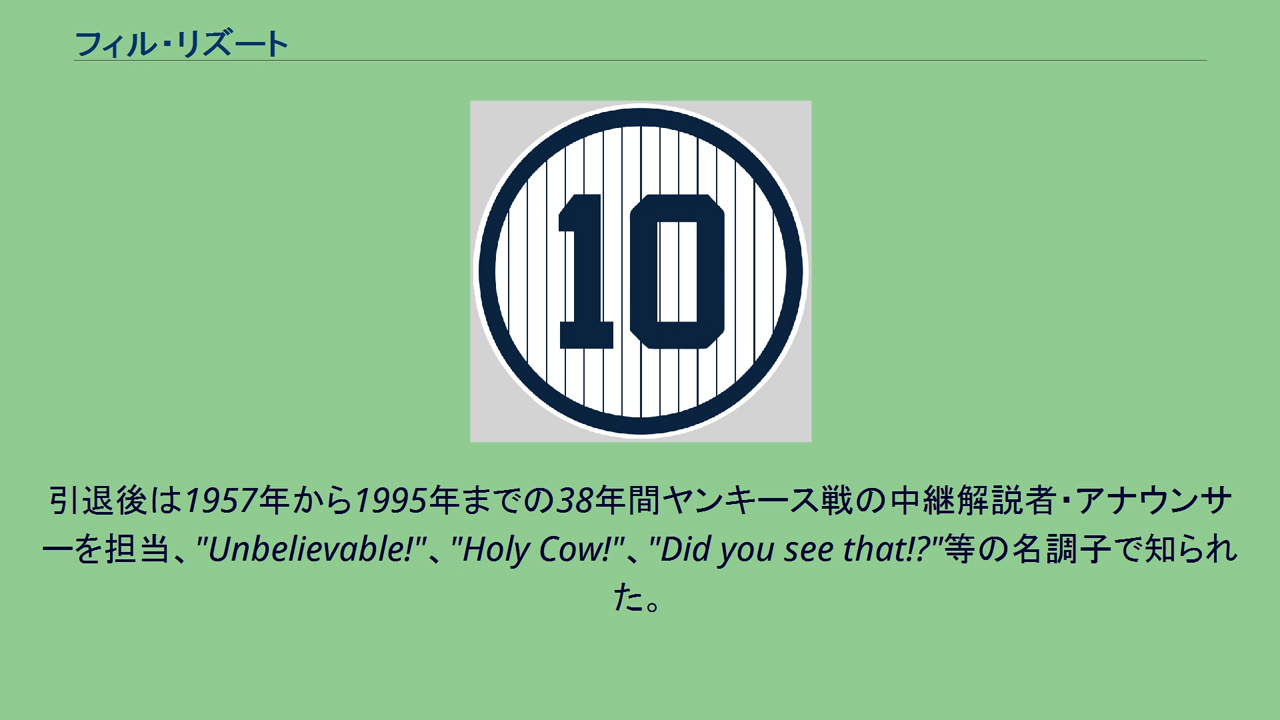 フィル・リズート
10
引退後は1957年から1995年までの38年間ヤンキース戦の中継解説者・アナウンサ
ーを担当、"Unbelievable!"、"Holy Cow!"、"Did you see that!?"等の名調子で知られ
た。